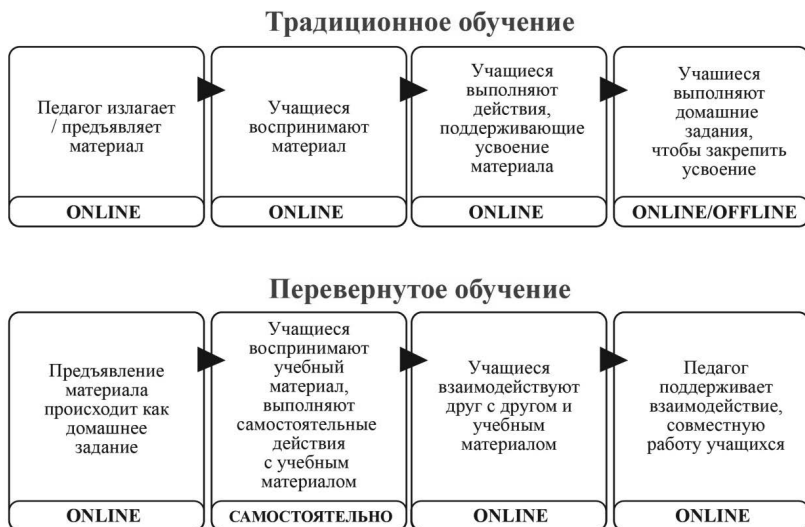 Традиционное обучение
Педагог излагает
/ предъявляет
материал
ONLINE
Учащиеся
воспринимают
материал
ONLINE
Учащиеся
выполняют
действия,
поддерживающие
усвоение
материала
ONLINE
Учашиеся
выполняют
домашние
задания,
чтобы закрепить
усвоение
ONLINE/OFFLINE
Перевернутое обучение
Предъявление
материала
происходит как
домашнее
задание
ONLINE
Учащиеся
воспринимают
учебный
материал,
выполняют
самостоятельные
действия
с учебным
материалом
САМОСТОЯТЕЛЬНО
Учащиеся
взаимодействуют
друг с другом и
учебным
материалом
ONLINE
Педагог
поддерживает
взаимодействие,
совместную
работу учащихся
ONLINE